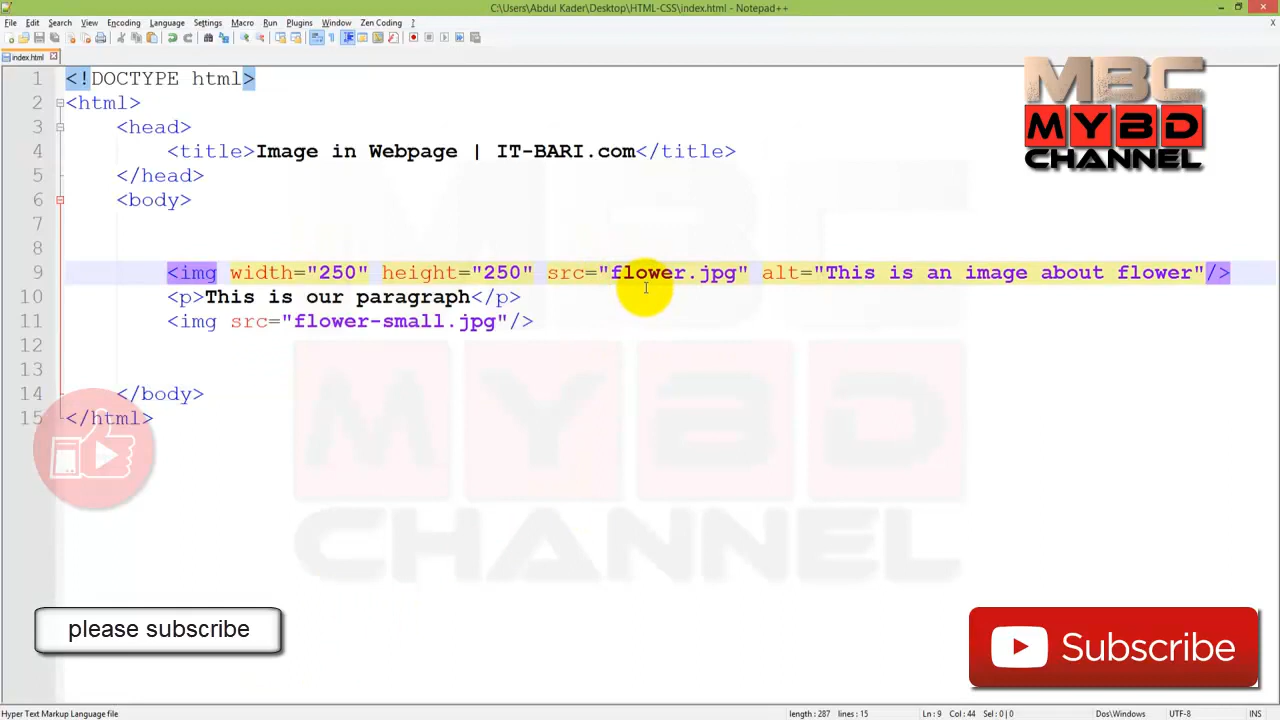 C:\Users\Abdul Kader\Desktop\HTML-CSS\index.html - Notepad++
File Edit Search View Encoding Language Settings Macro Run Plugins Window Zen Coding ?
X
index.html
1 <!DOCTYPE html>
2 <html>
3 <head>
4 <title>Image in Webpage | IT-BARI.com</title>
5 </head>
6 <body>
7
8
9 <img width="250" height="250" src="flower.jpg" alt="This is an image about flower"/>
10 <p>This is our paragraph</p>
11 <img src="flower-small.jpg"/>
12
13
14 </body>
15 </html>
MBC
MYBD
CHANNEL
MBC
MYBD
CHANNEL
please subscribe
Subscribe
Hyper Text Markup Language file length : 287 lines : 15 Ln : 9 Col : 44 Sel : 0 | 0 Dos\Windows UTF-8 INS